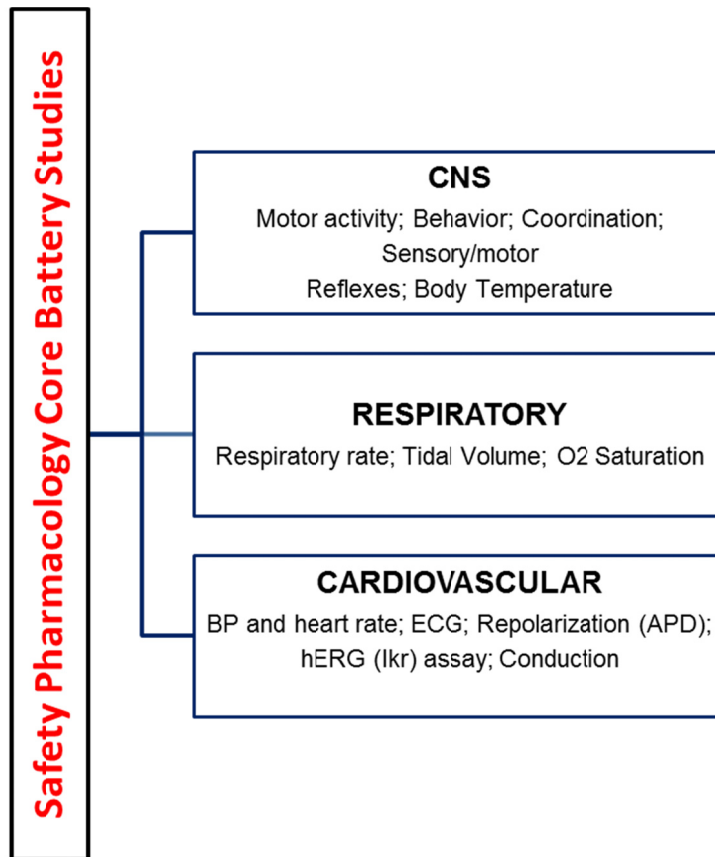 Safety Pharmacology Core Battery Studies
CNS
Motor activity; Behavior; Coordination;
Sensory/motor
Reflexes; Body Temperature
RESPIRATORY
Respiratory rate; Tidal Volume; O2 Saturation
CARDIOVASCULAR
BP and heart rate; ECG; Repolarization (APD);
hERG (Ikr) assay; Conduction